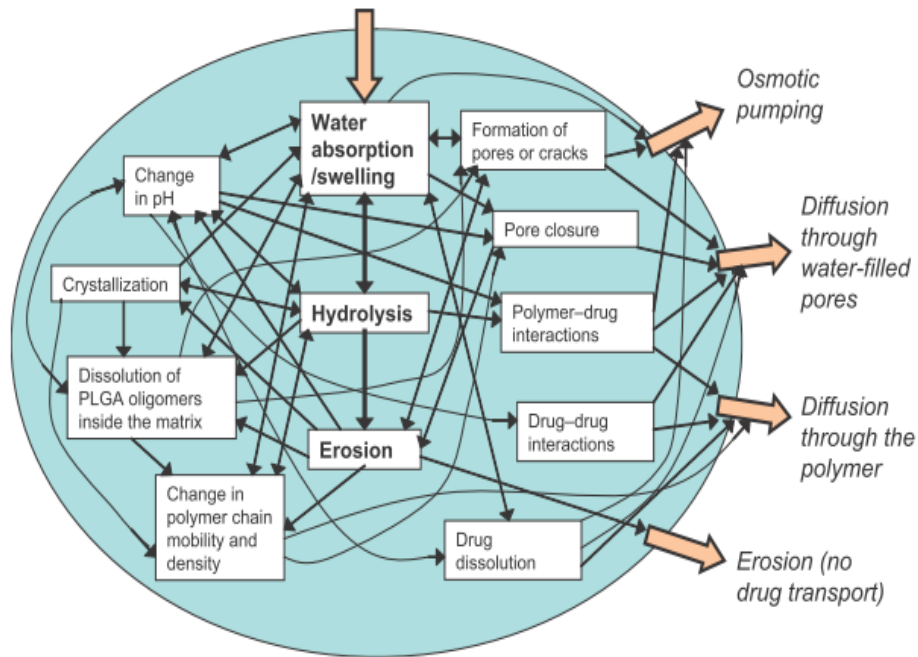 Osmotic
pumping
Water
absorption
/swelling
Formation of
pores or cracks
Change
in pH
Pore closure
Diffusion
through
water-filled
pores
Crystallization
Hydrolysis
Polymer–drug
interactions
Dissolution of
PLGA oligomers
inside the matrix
Drug–drug
interactions
Diffusion
through the
polymer
Erosion
Change in
polymer chain
mobility and
density
Drug
dissolution
Erosion (no
drug transport)